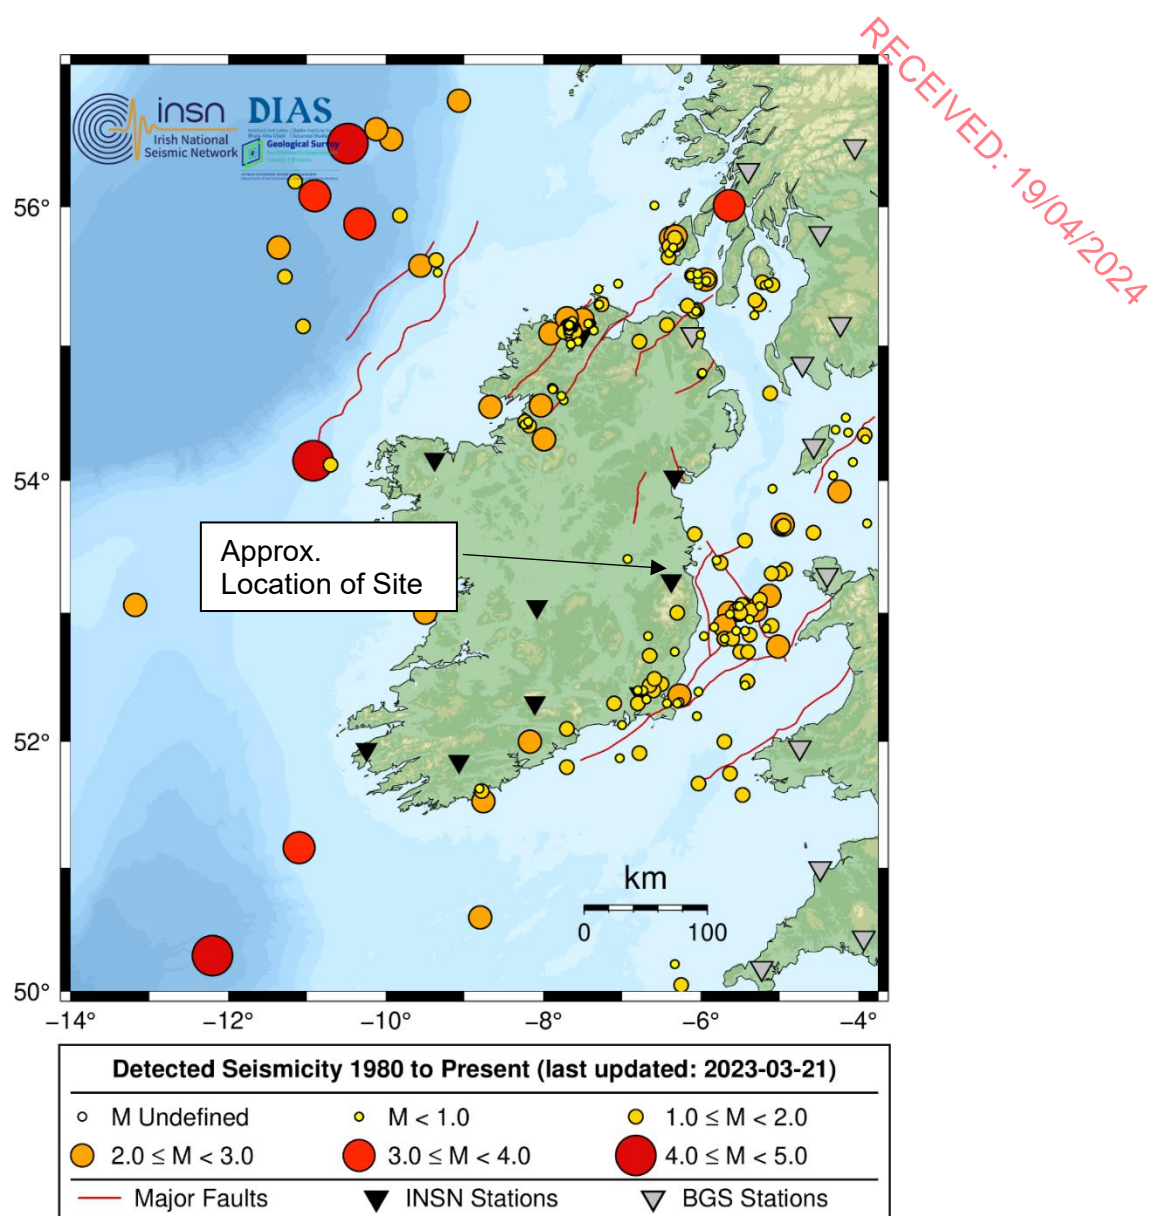 RECEIVED: 19/04/2024
insn
Irish National
Seismic Network
DIAS
Geological Survey
56°
54°
52°
50°
Approx.
Location of Site
km
0 100
−14° −12° −10° −8° −6° −4°
Detected Seismicity 1980 to Present (last updated: 2023-03-21)
M Undefined M < 1.0 1.0 ≤ M < 2.0
2.0 ≤ M < 3.0 3.0 ≤ M < 4.0 4.0 ≤ M < 5.0
Major Faults INSN Stations BGS Stations